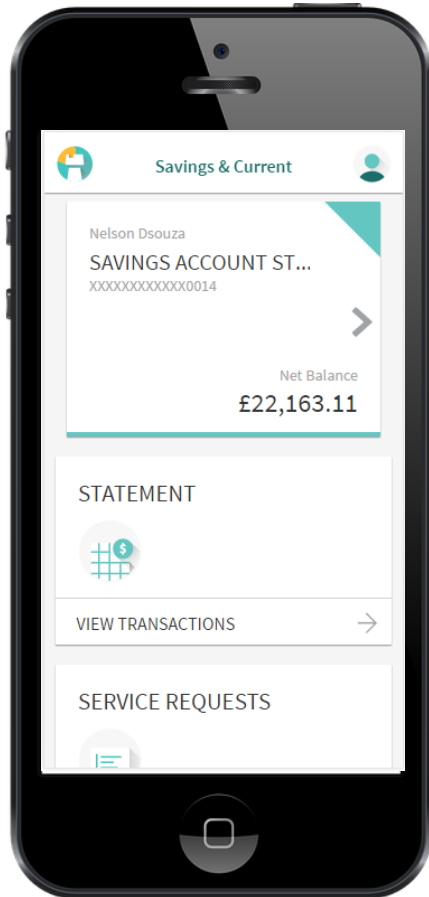 Savings & Current
Nelson Dsouza
SAVINGS ACCOUNT ST...
XXXXXXXXXXXX0014
Net Balance
£22,163.11
STATEMENT
$
VIEW TRANSACTIONS
SERVICE REQUESTS